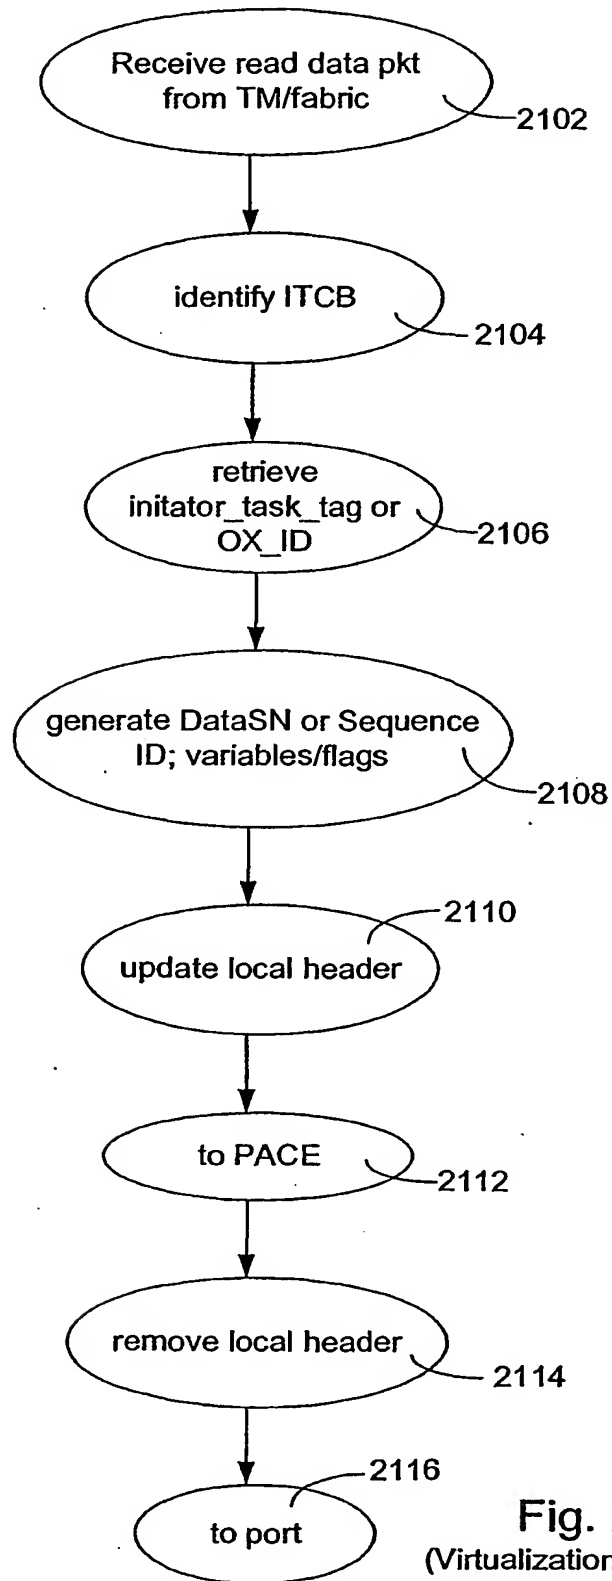 Receive read data pkt
from TM/fabric
2102
identify ITCB
2104
retrieve
initator_task_tag or
OX_ID
2106
generate DataSN or Sequence
ID; variables/flags
2108
2110
update local header
to PACE
2112
remove local header
2114
2116
to port
Fig.
(Virtualization